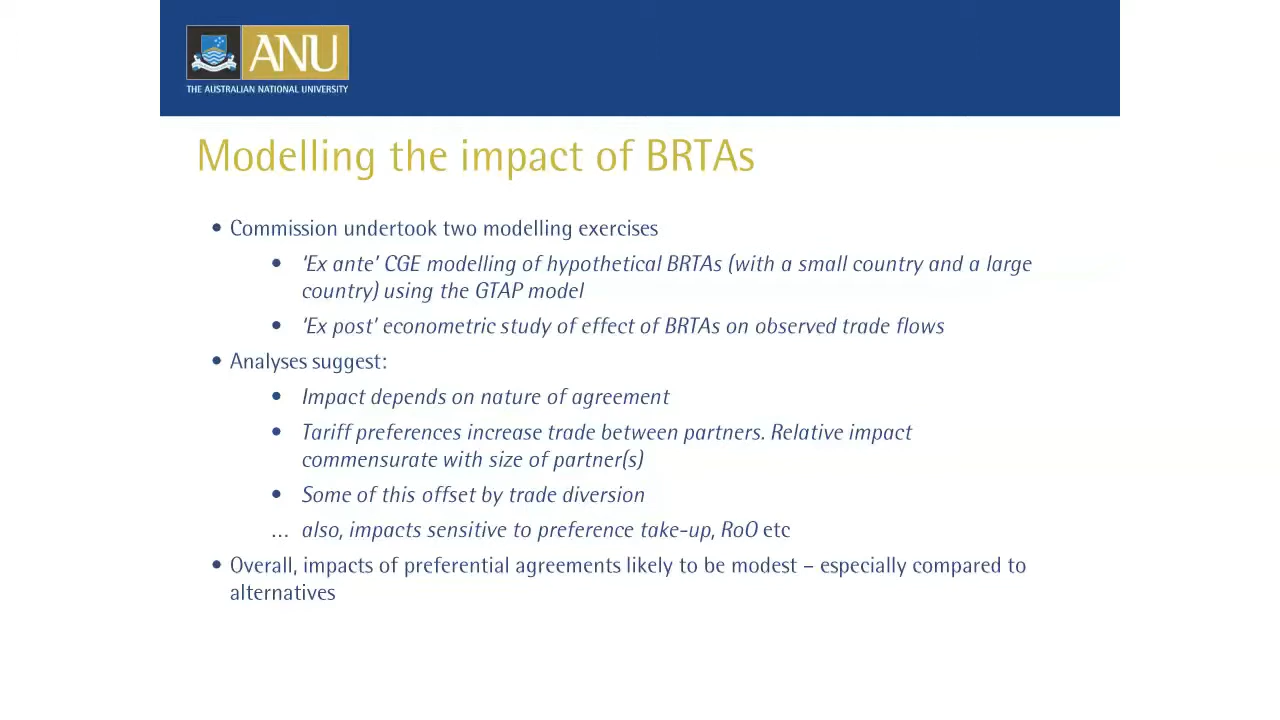 ANU
THE AUSTRALIAN NATIONAL UNIVERSITY
Modelling the impact of BRTAs
• Commission undertook two modelling exercises
• ‘Ex ante’ CGE modelling of hypothetical BRTAs (with a small country and a large
country) using the GTAP model
• ‘Ex post’ econometric study of effect of BRTAs on observed trade flows
• Analyses suggest:
• Impact depends on nature of agreement
• Tariff preferences increase trade between partners. Relative impact
commensurate with size of partner(s)
• Some of this offset by trade diversion
… also, impacts sensitive to preference take-up, RoO etc
• Overall, impacts of preferential agreements likely to be modest – especially compared to
alternatives